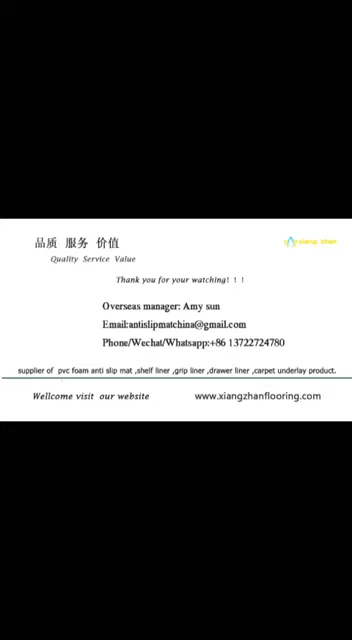 品质 服务 价值
Quality Service Value
Thank you for your watching! ! !
Overseas manager: Amy sun
Email:antislipmatchina@gmail.com
Phone/Wechat/Whatsapp:+86 13722724780
supplier of pvc foam anti slip mat ,shelf liner ,grip liner ,drawer liner ,carpet underlay product.
Wellcome visit our website www.xiangzhanflooring.com